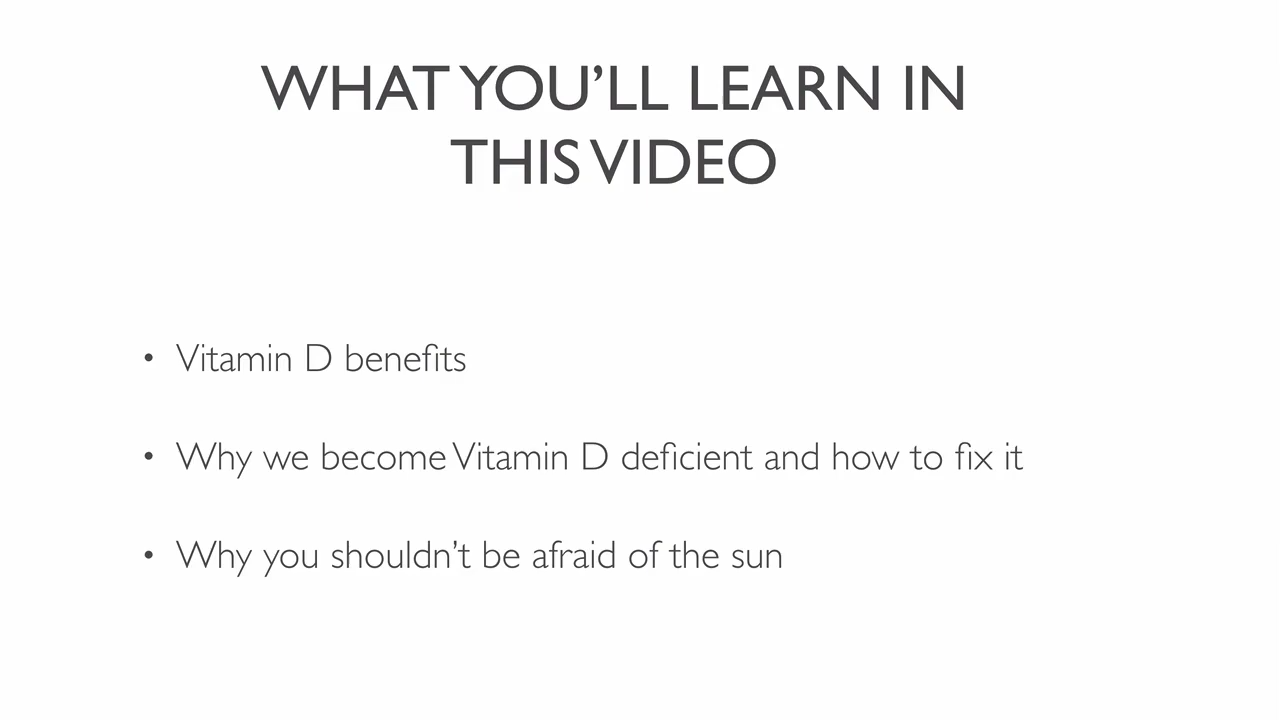 WHAT YOU’LL LEARN IN
THIS VIDEO
• Vitamin D benefits
• Why we become Vitamin D deficient and how to fix it
• Why you shouldn’t be afraid of the sun